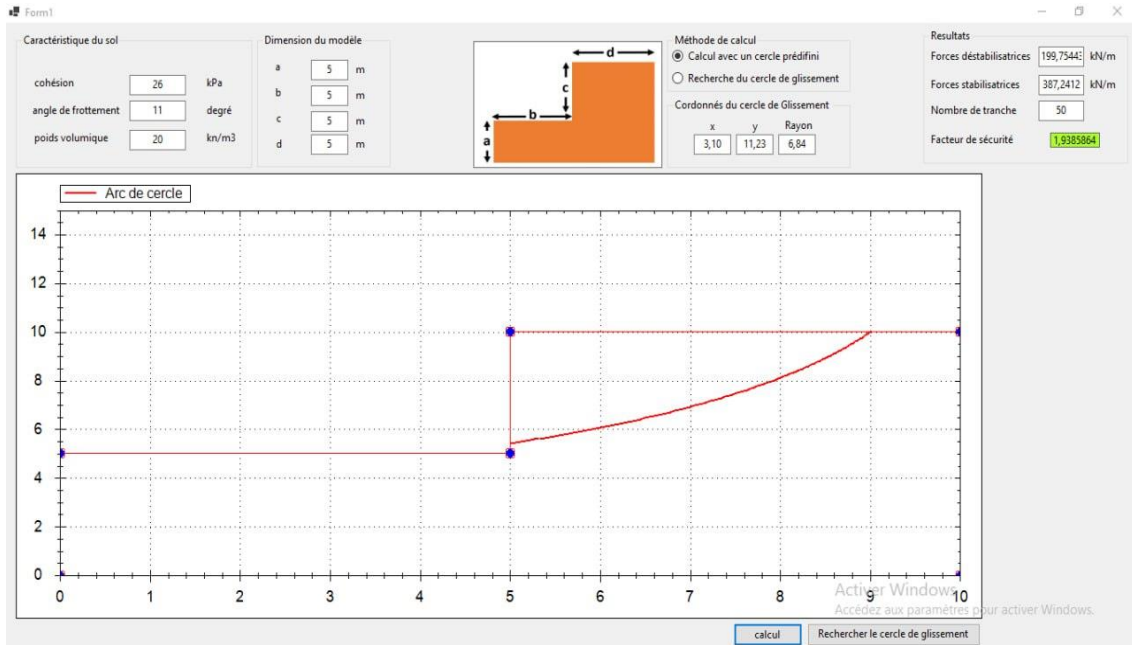 Form1
Caractéristique du sol
cohésion 26 kPa
angle de frottement 11 degré
poids volumique 20 kn/m3
Dimension du modèle
a 5 m
b 5 m
c 5 m
d 5 m
d
c
b
a
Méthode de calcul
Calcul avec un cercle prédifini
Recherche du cercle de glissement
Cordonnés du cercle de Glissement
x y Rayon
3,10 11,23 6,84
Resultats
Forces déstabilisatrices 199,7544 kN/m
Forces stabilisatrices 387,2412 kN/m
Nombre de tranche 50
Facteur de sécurité 1,9385864
Arc de cercle
14
12
10
8
6
4
2
0
0 1 2 3 4 5 6 7 8 9 10
Activer Windows
Accédez aux paramètres pour activer Windows.
calcul Rechercher le cercle de glissement